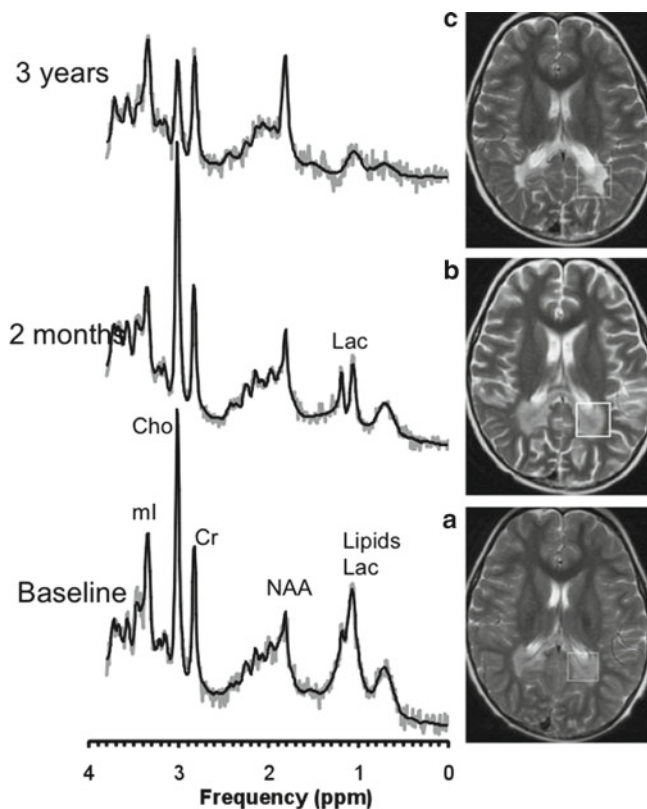 c
3 years
b
2 months
Lac
Cho
a
mI
Cr
Lipids
Lac
NAA
Baseline
4 3 2 1 0
Frequency (ppm)